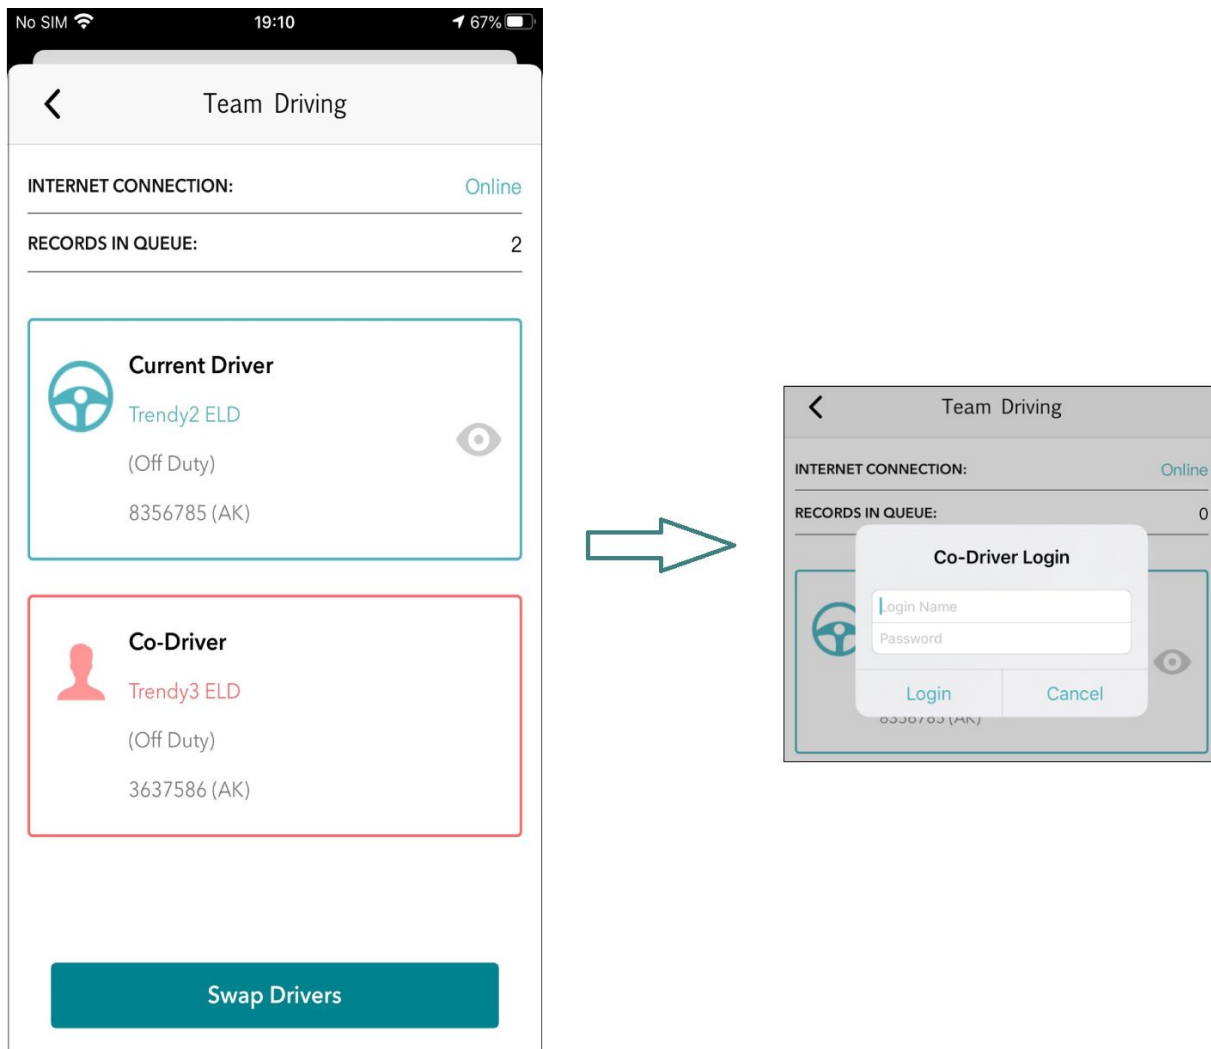 No SIM 19:10 67%
Team Driving
INTERNET CONNECTION: Online
RECORDS IN QUEUE: 2
Current Driver
Trendy2 ELD
(Off Duty)
8356785 (AK)
Co-Driver
Trendy3 ELD
(Off Duty)
3637586 (AK)
Swap Drivers
Team Driving
INTERNET CONNECTION: Online
RECORDS IN QUEUE: 0
Co-Driver Login
Login Name
Password
Login Cancel
8356785 (AK)